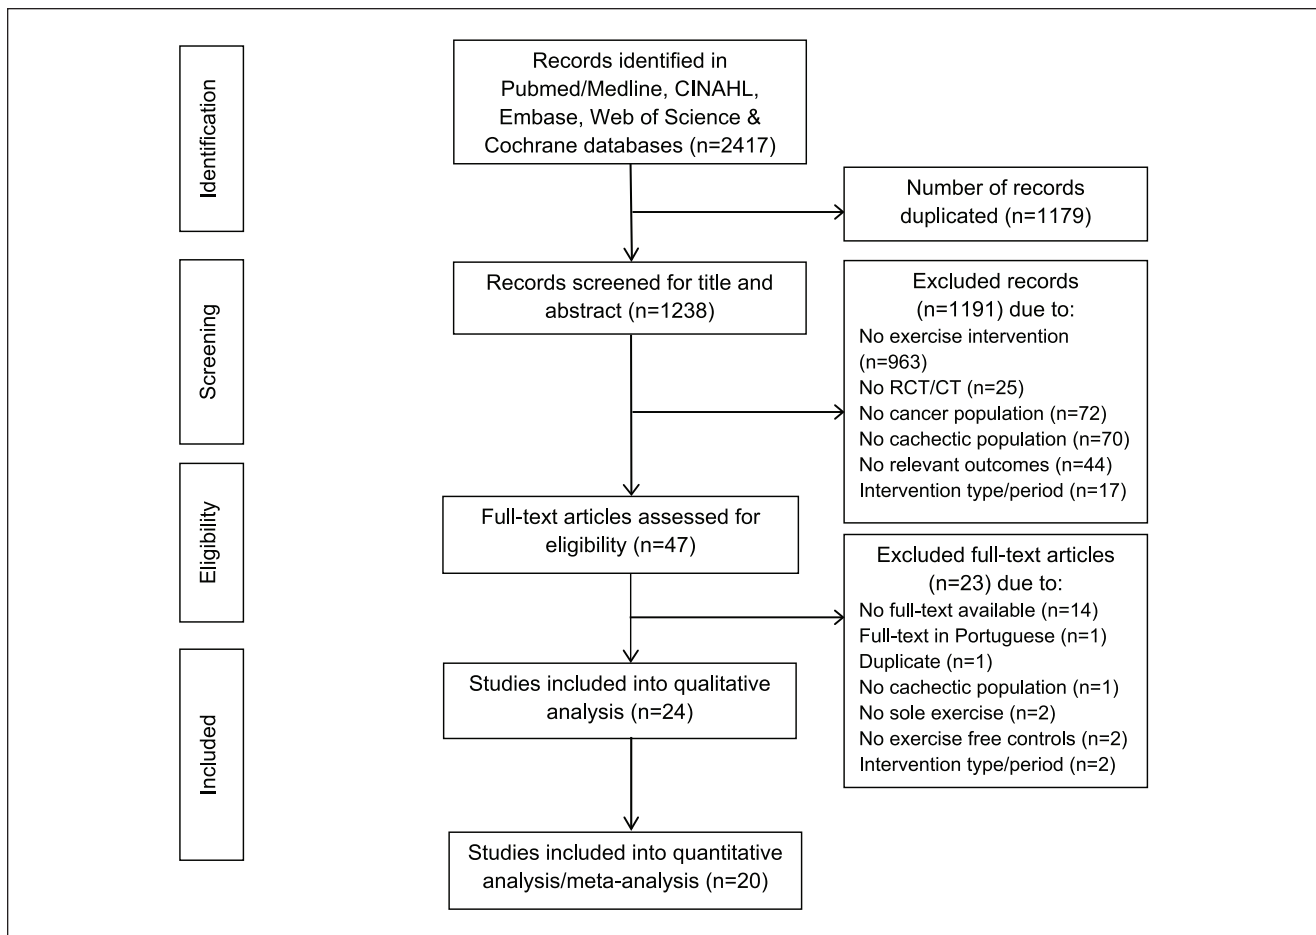 Identification
Records identified in
Pubmed/Medline, CINAHL,
Embase, Web of Science &
Cochrane databases (n=2417)
Number of records
duplicated (n=1179)
Screening
Records screened for title and
abstract (n=1238)
Excluded records
(n=1191) due to:
No exercise intervention
(n=963)
No RCT/CT (n=25)
No cancer population (n=72)
No cachectic population (n=70)
No relevant outcomes (n=44)
Intervention type/period (n=17)
Eligibility
Full-text articles assessed for
eligibility (n=47)
Excluded full-text articles
(n=23) due to:
No full-text available (n=14)
Full-text in Portuguese (n=1)
Duplicate (n=1)
No cachectic population (n=1)
No sole exercise (n=2)
No exercise free controls (n=2)
Intervention type/period (n=2)
Included
Studies included into qualitative
analysis (n=24)
Studies included into quantitative
analysis/meta-analysis (n=20)